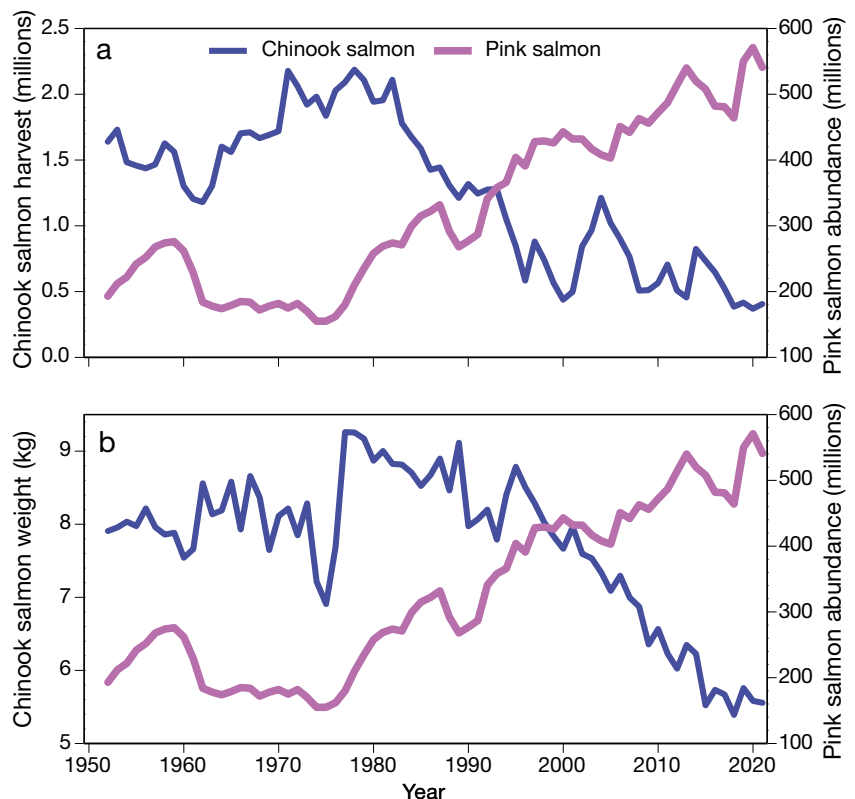 a
Chinook salmon
Pink salmon
Chinook salmon harvest (millions)
2.5
2.0
1.5
1.0
0.5
0.0
600
500
400
300
200
100
Pink salmon abundance (millions)
b
Chinook salmon weight (kg)
9
8
7
6
5
600
500
400
300
200
100
Pink salmon abundance (millions)
1950 1960 1970 1980 1990 2000 2010 2020
Year